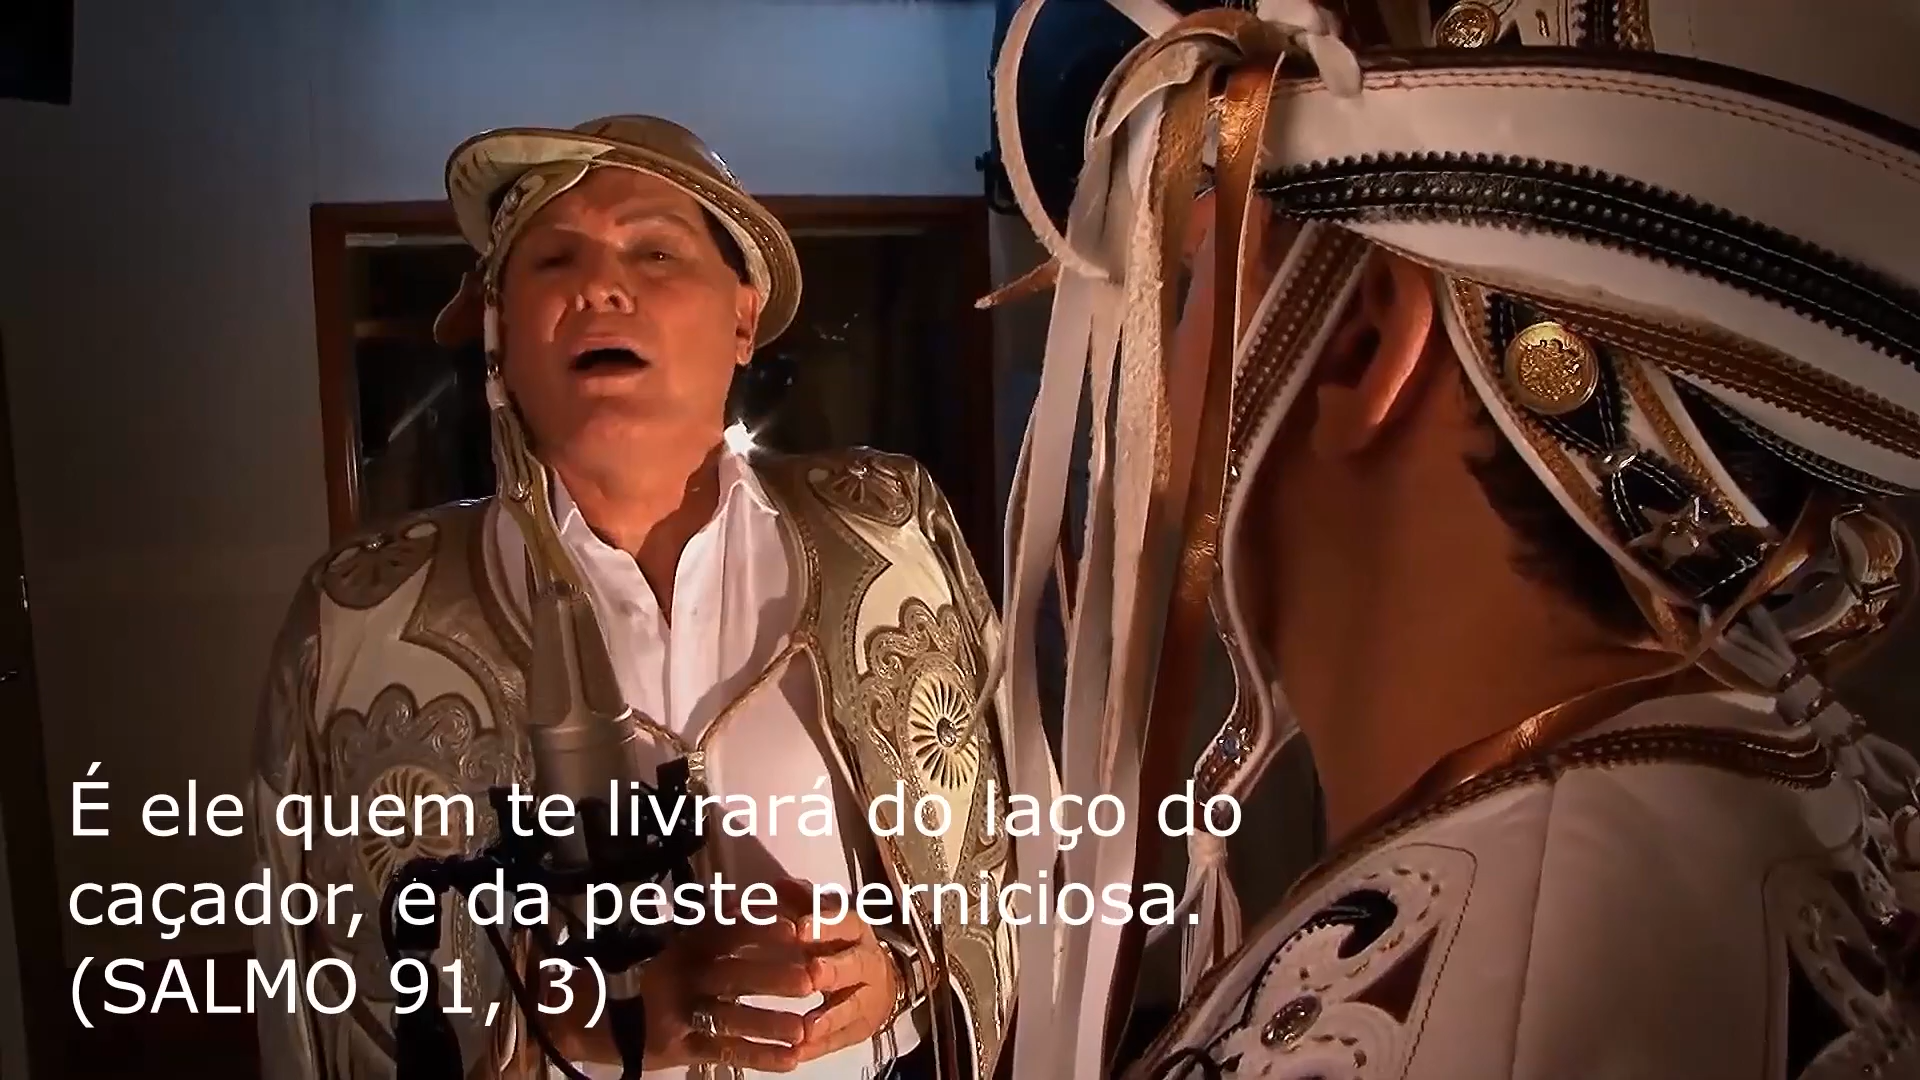 É ele quem te livrará do laço do
caçador, e da peste perniciosa.
(SALMO 91, 3)